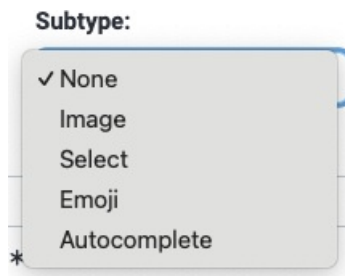 Subtype:
✓ None
Image
Select
Emoji
Autocomplete
*